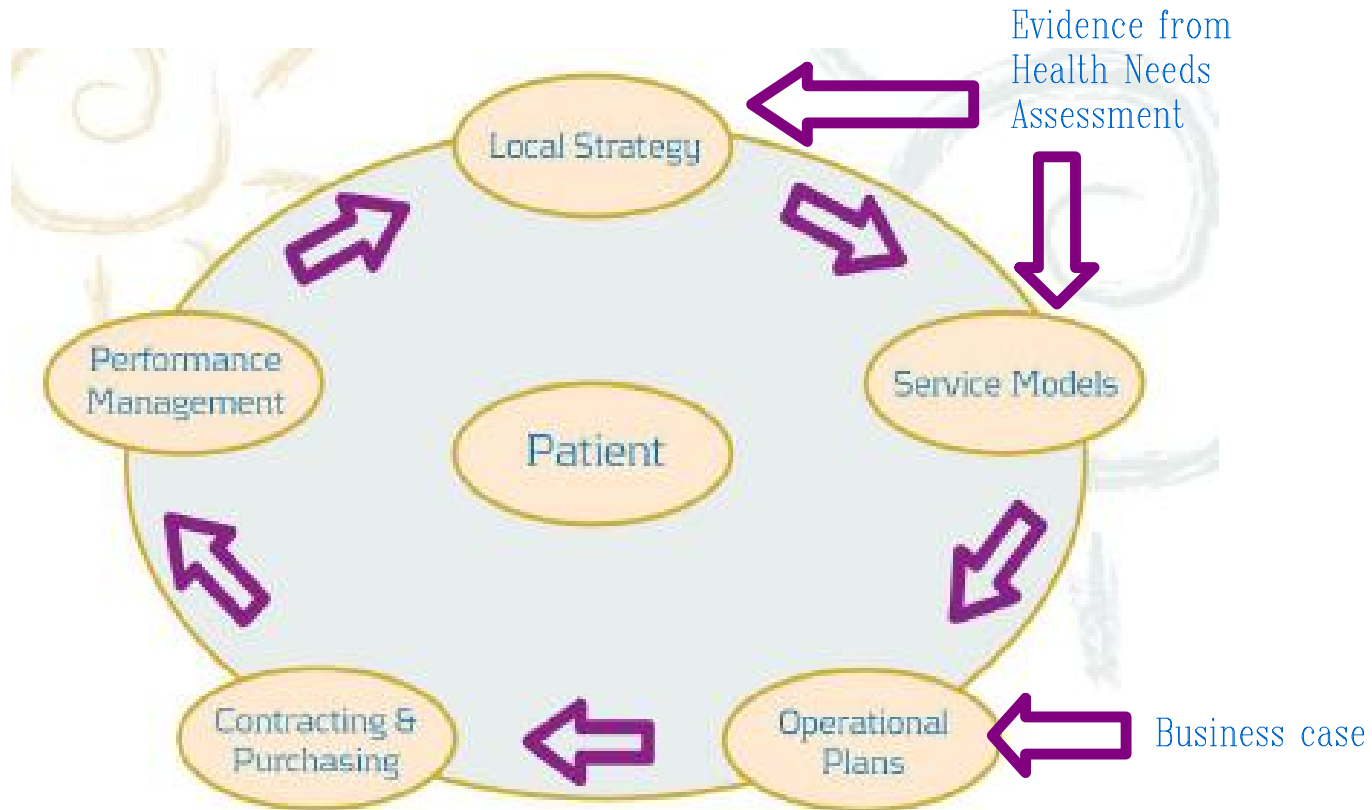 Evidence from
Health Needs
Assessment
Local Strategy
Performance
Management
Service Models
Patient
Contracting &
Purchasing
Operational
Plans
Business case